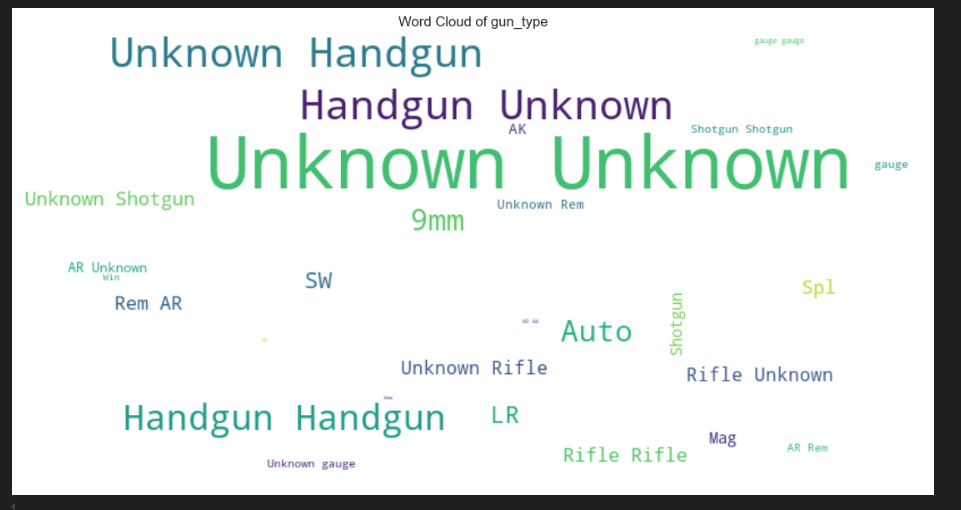 Word Cloud of gun_type
Unknown Handgun
gauge gauge
Handgun Unknown
AK
Shotgun Shotgun
Unknown Unknown
gauge
Unknown Shotgun
Unknown Rem
9mm
AR Unknown
Win
SW
Spl
Rem AR
Shotgun
AR AK
Auto
Unknown Rifle
Rifle Unknown
Handgun Handgun
LR
Mag
AR Rem
Rifle Rifle
Unknown gauge